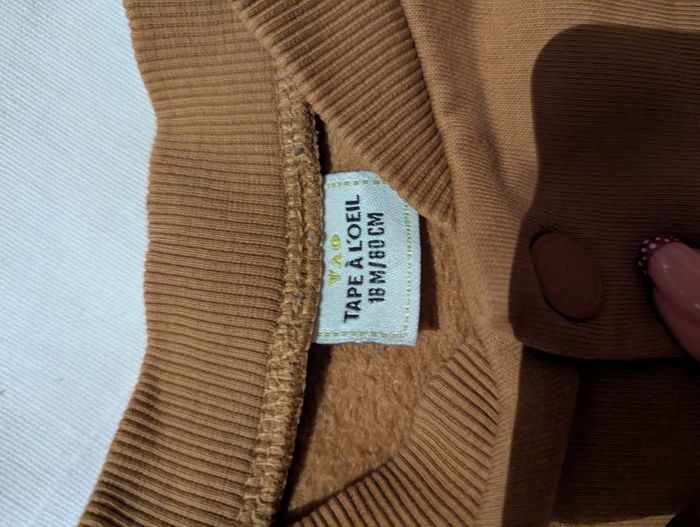 TAO
TAPE À L'OEIL
18 M/80 CM